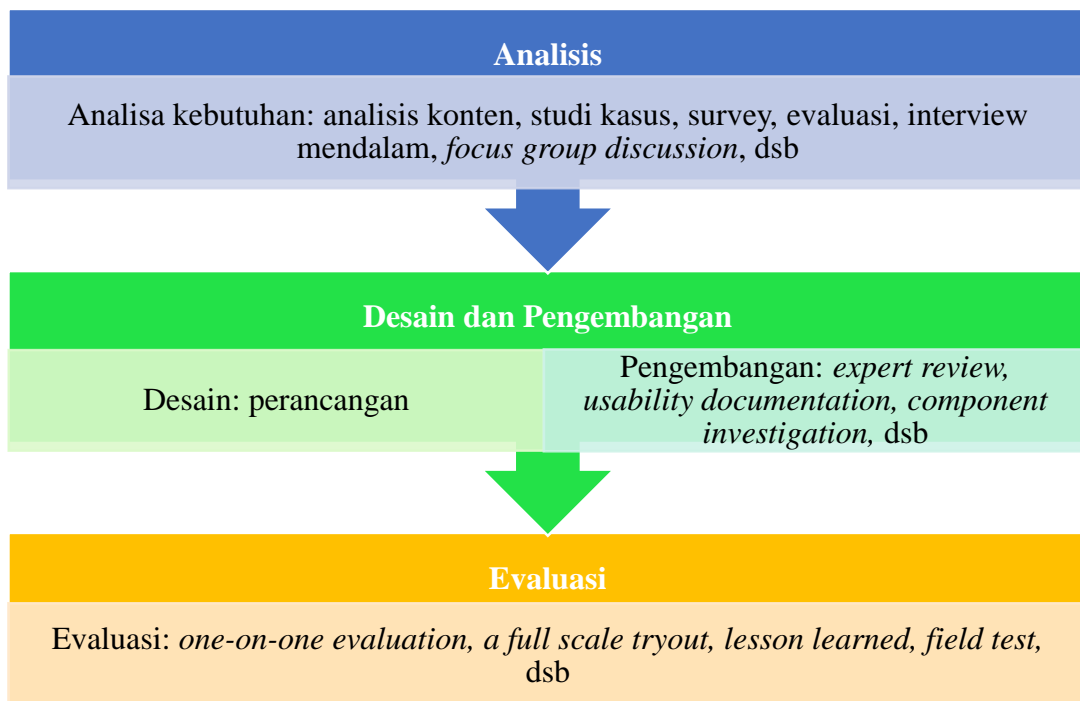 Analisis
Analisa kebutuhan: analisis konten, studi kasus, survey, evaluasi, interview
mendalam, focus group discussion, dsb
Desain dan Pengembangan
Desain: perancangan
Pengembangan: expert review,
usability documentation, component
investigation, dsb
Evaluasi
Evaluasi: one-on-one evaluation, a full scale tryout, lesson learned, field test,
dsb